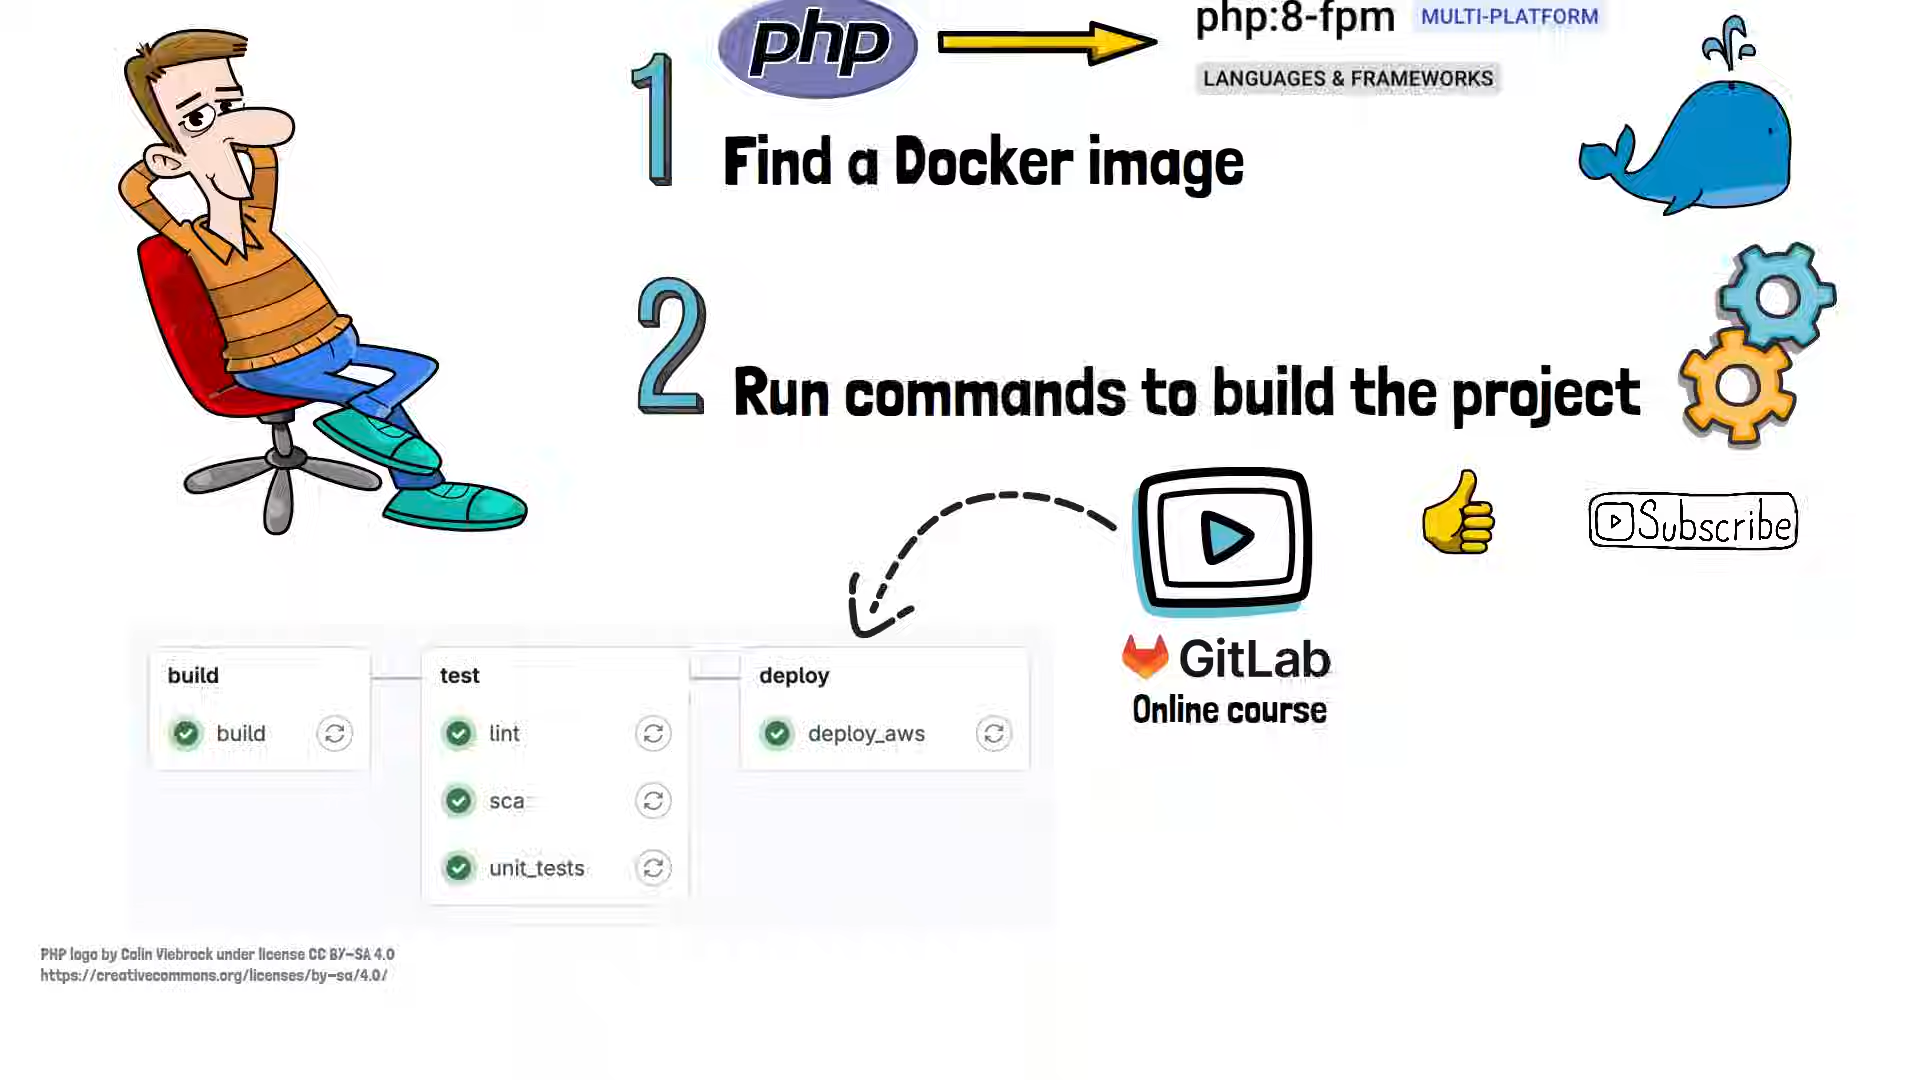 php
php:8-fpm MULTI-PLATFORM
LANGUAGES & FRAMEWORKS
1 Find a Docker image
2 Run commands to build the project
Subscribe
GitLab
Online course
build
build
test
lint
sca
unit_tests
deploy
deploy_aws
PHP logo by Colin Viebrock under license CC BY-SA 4.0
https://creativecommons.org/licenses/by-sa/4.0/